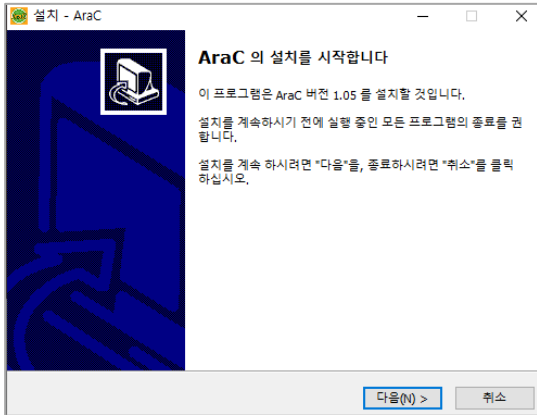 설치 - AraC
AraC 의 설치를 시작합니다
이 프로그램은 AraC 버전 1.05 를 설치할 것입니다.
설치를 계속하시기 전에 실행 중인 모든 프로그램의 종료를 권
합니다.
설치를 계속 하시려면 "다음"을, 종료하시려면 "취소"를 클릭
하십시오.
다음(N) >
취소